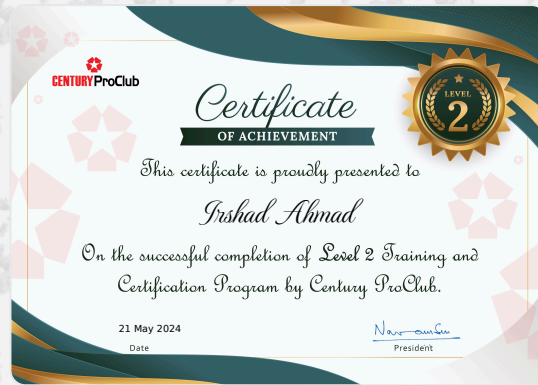 CENTURY ProClub
Certificate
OF ACHIEVEMENT
LEVEL
2
This certificate is proudly presented to
Irshad Ahmad
On the successful completion of Level 2 Training and
Certification Program by Century ProClub.
21 May 2024
Date
President